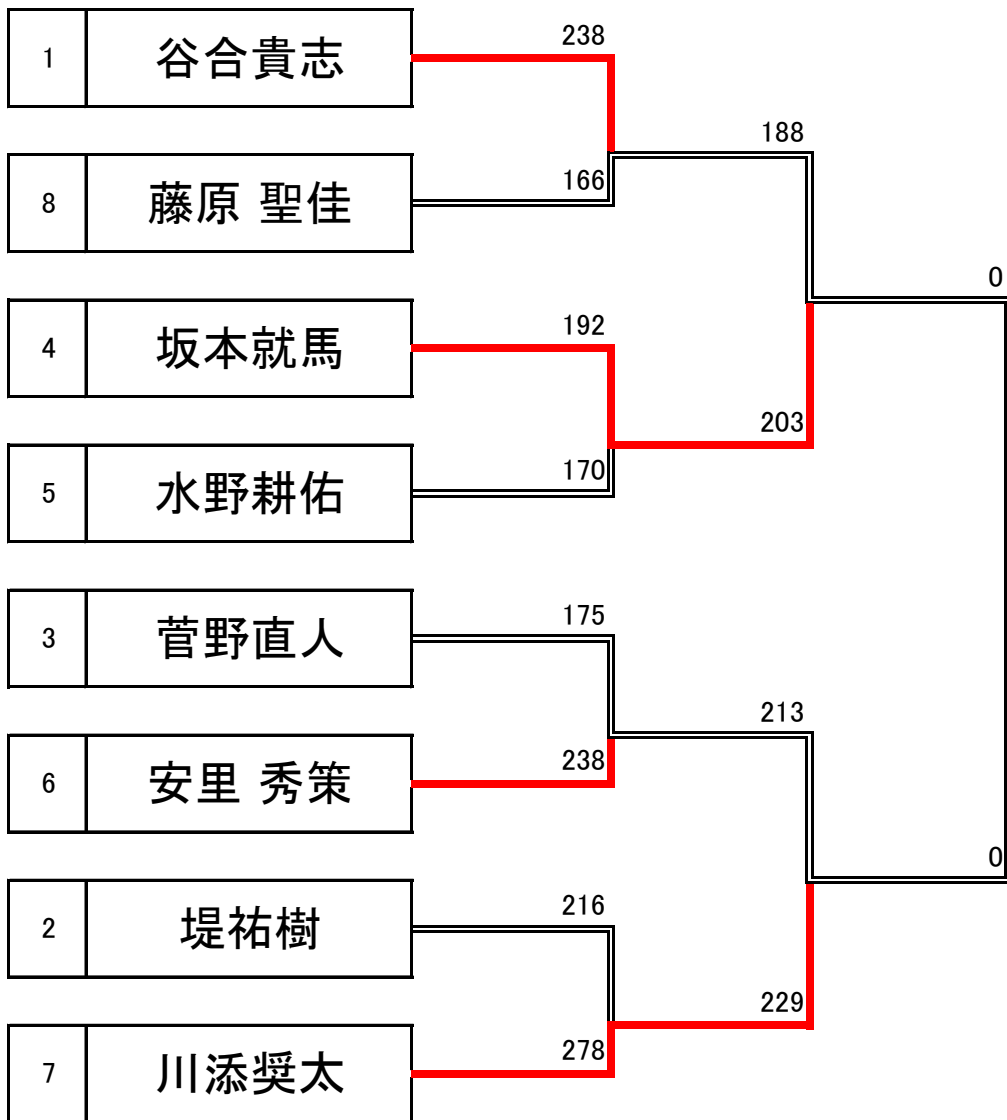 238
1 谷合貴志
188
8 藤原 聖佳 166
0
4 坂本就馬 192
203
5 水野耕佑 170
3 菅野直人 175
213
6 安里 秀策 238
0
2 堤祐樹 216
229
7 川添奨太 278